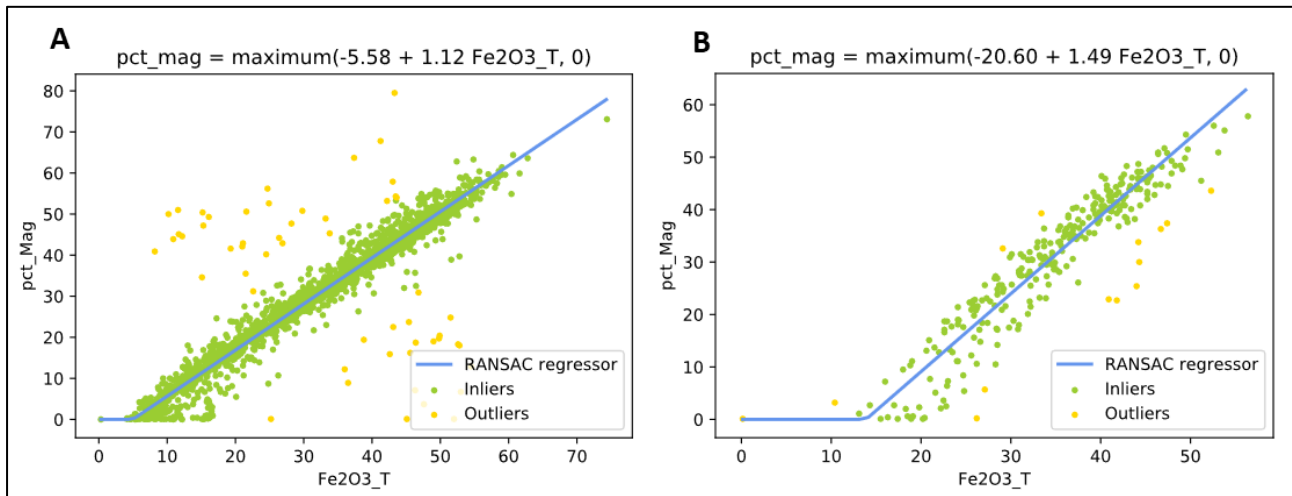 A
pct_mag = maximum(-5.58 + 1.12 Fe2O3_T, 0)
80
70
60
50
40
30
20
10
0
pct_Mag
0 10 20 30 40 50 60 70
Fe2O3_T
RANSAC regressor
Inliers
Outliers
B
pct_mag = maximum(-20.60 + 1.49 Fe2O3_T, 0)
60
50
40
30
20
10
0
pct_Mag
0 10 20 30 40 50
Fe2O3_T
RANSAC regressor
Inliers
Outliers